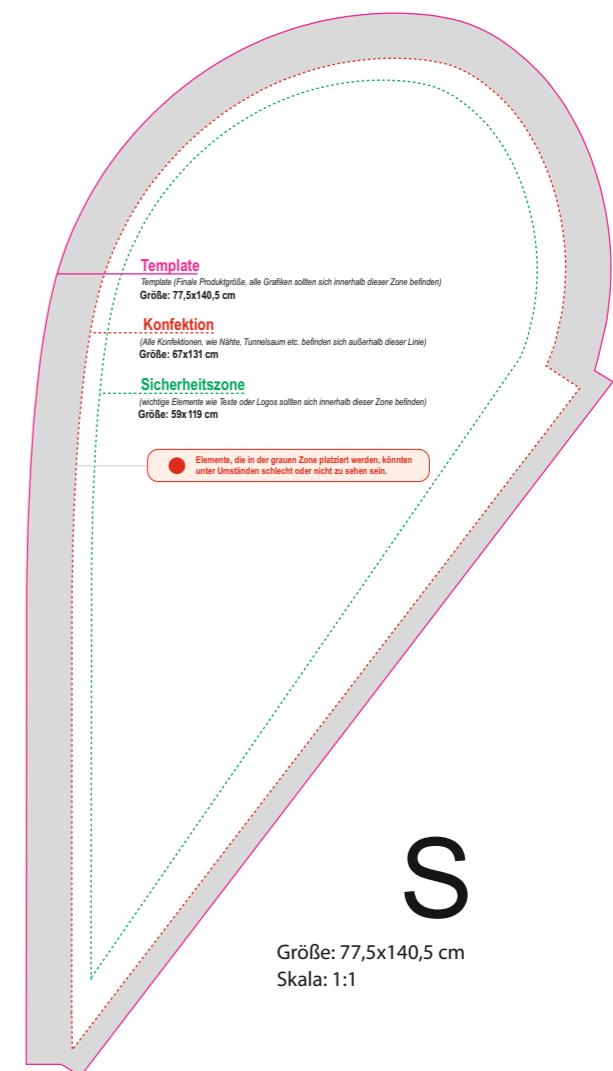 Template
Template (Finale Produktgröße, alle Grafiken sollten sich innerhalb dieser Zone befinden)
Größe: 77,5x140,5 cm
Konfektion
(Alle Konfektionen, wie Nähte, Tunnelsaum etc. befinden sich außerhalb dieser Linie)
Größe: 67x131 cm
Sicherheitszone
(wichtige Elemente wie Texte oder Logos sollten sich innerhalb dieser Zone befinden)
Größe: 59x119 cm
Elemente, die in der grauen Zone platziert werden, könnten
unter Umständen schlecht oder nicht zu sehen sein.
S
Größe: 77,5x140,5 cm
Skala: 1:1